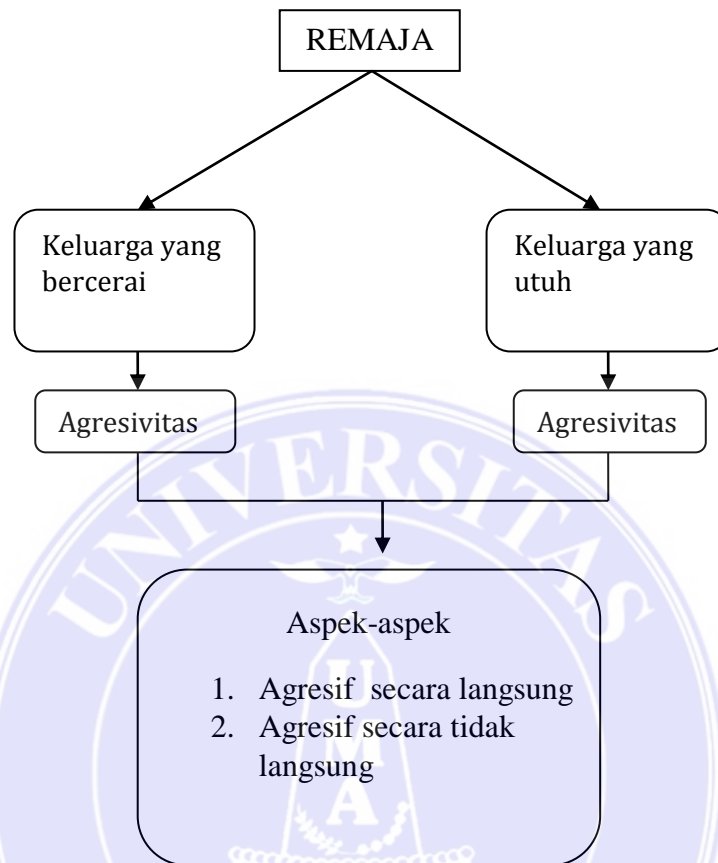 REMAJA
Keluarga yang
bercerai
Keluarga yang
utuh
Agresivitas
Agresivitas
UNIVERSITAS
UMA
Aspek-aspek
1. Agresif secara langsung
2. Agresif secara tidak
langsung